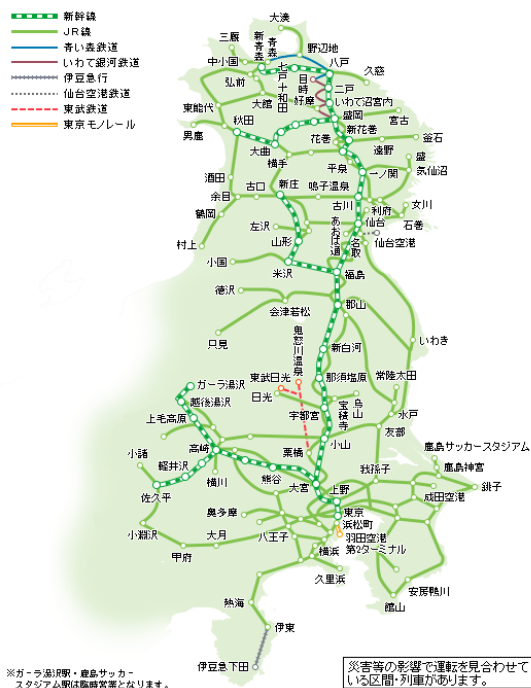 新幹線
JR線
青い森鉄道
いわて銀河鉄道
伊豆急行
仙台空港鉄道
東武鉄道
東京モノレール
大湊
三厩
新青森
青森
野辺地
中小国
七戸十和田
八戸
弘前
目時
久慈
二戸
大館
好摩
いわて沼宮内
東能代
盛岡
宮古
秋田
新花巻
男鹿
花巻
釜石
大曲
遠野
横手
平泉
盛
一ノ関
気仙沼
酒田
古口
新庄
鳴子温泉
余目
古川
女川
利府
鶴岡
石巻
仙台
左沢
あおば通
名取
仙台空港
村上
山形
小国
米沢
福島
徳沢
郡山
会津若松
只見
鬼怒川温泉
新白河
いわき
東武日光
那須塩原
常陸太田
ガーラ湯沢
日光
越後湯沢
宇都宮
宝積寺
烏山
上毛高原
水戸
小山
友部
高崎
栗橋
鹿島サッカースタジアム
小諸
軽井沢
我孫子
鹿島神宮
横川
熊谷
大宮
上野
成田空港
銚子
佐久平
奥多摩
東京
浜松町
小淵沢
大月
八王子
羽田空港
第2ターミナル
甲府
横浜
久里浜
安房鴨川
館山
熱海
伊東
伊豆急下田
※ガーラ湯沢駅・鹿島サッカー
スタジアム駅は臨時営業となります。
※災害等の影響で運転を見合わせて
いる区間・列車があります。